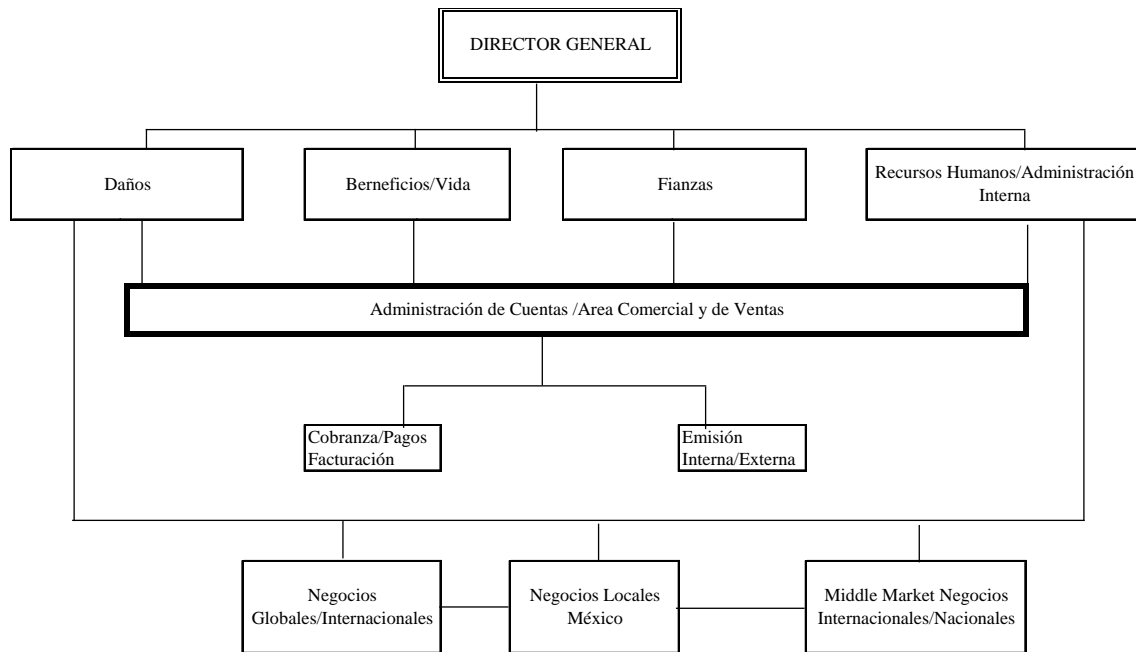 DIRECTOR GENERAL
Daños
Berneficios/Vida
Fianzas
Recursos Humanos/Administración
Interna
Administración de Cuentas /Area Comercial y de Ventas
Cobranza/Pagos
Facturación
Emisión
Interna/Externa
Negocios
Globales/Internacionales
Negocios Locales
México
Middle Market Negocios
Internacionales/Nacionales